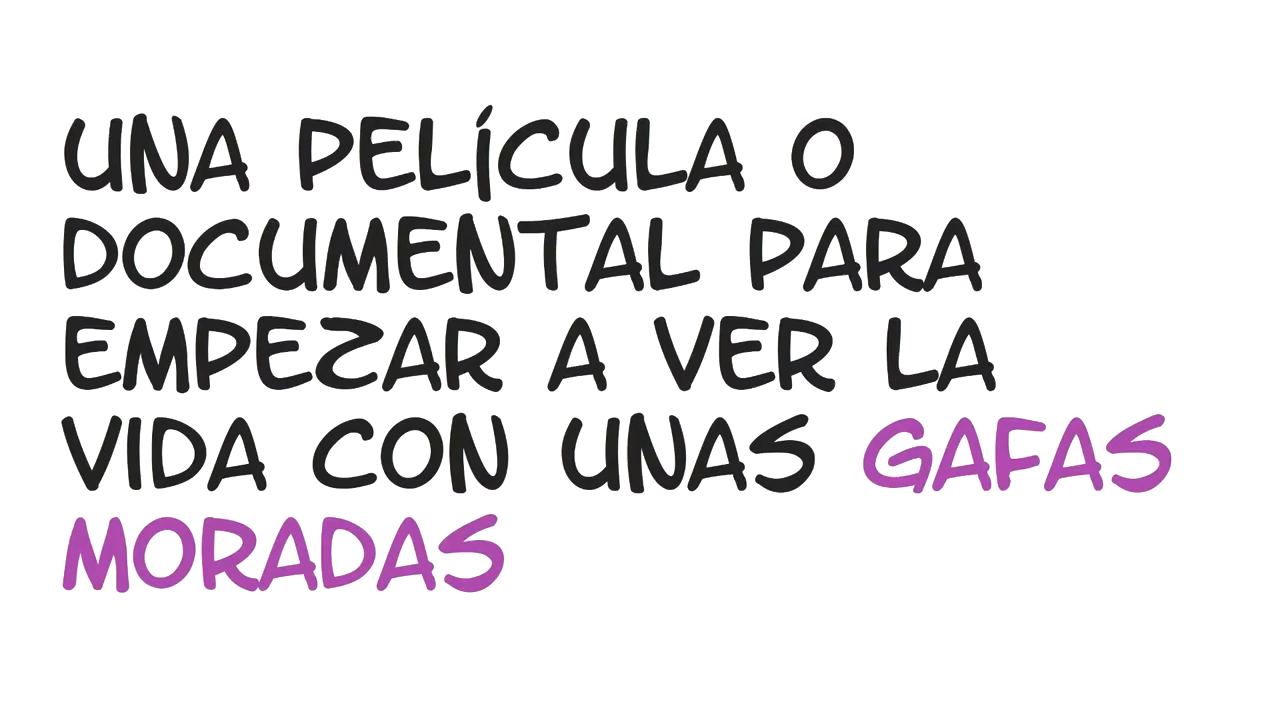 UNA PELÍCULA O
DOCUMENTAL PARA
EMPEZAR A VER LA
VIDA CON UNAS GAFAS
MORADAS